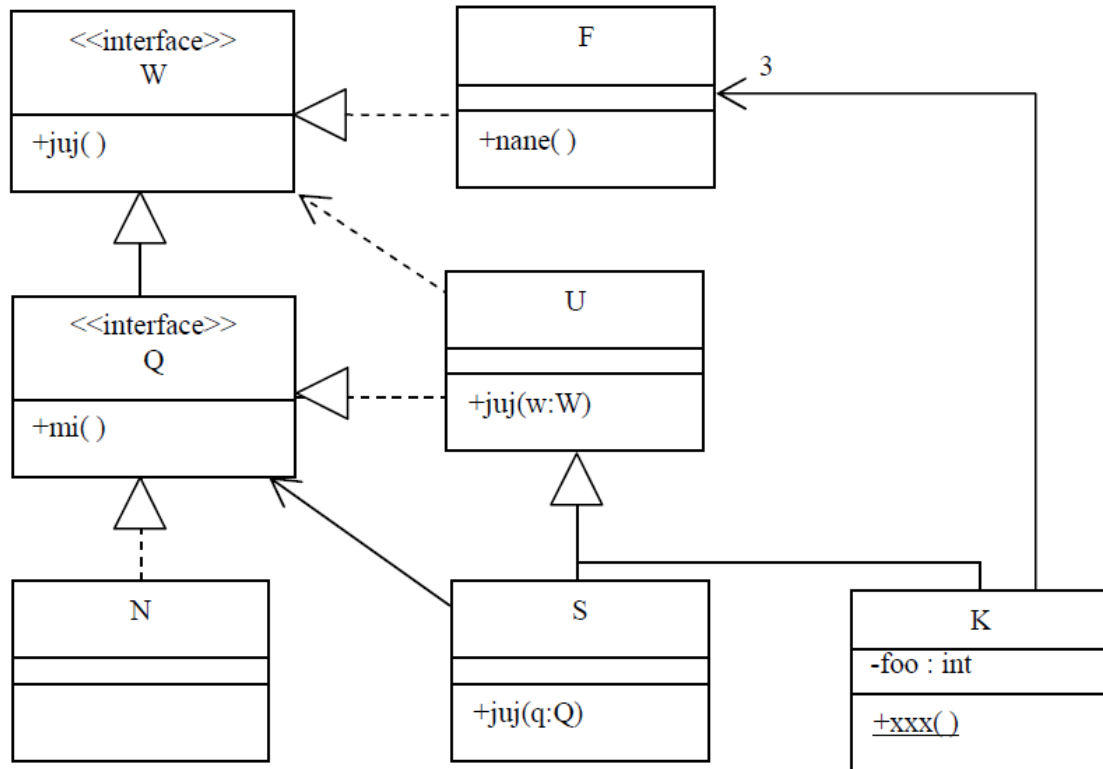 <<interface>>
W
+juj( )
F
+nane( )
3
<<interface>>
Q
+mi( )
U
+juj(w:W)
N
S
+juj(q:Q)
K
-foo : int
+xxx( )